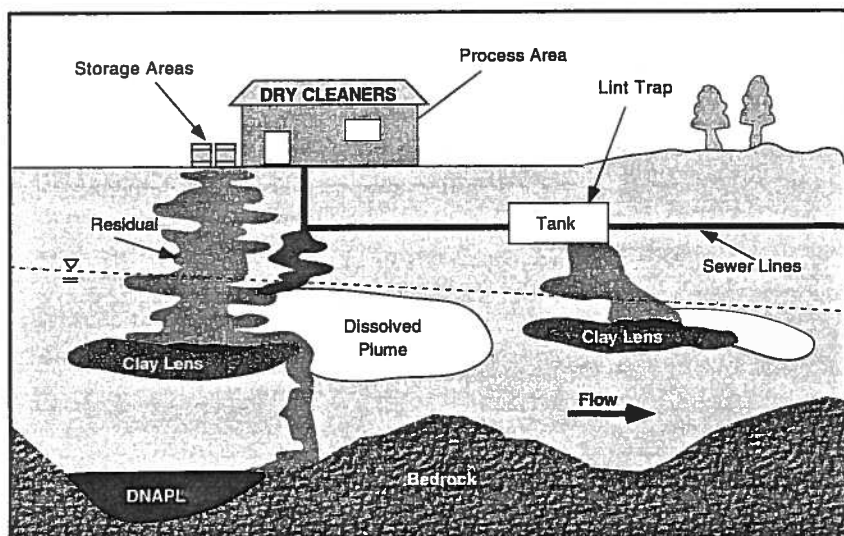 Storage Areas
Process Area
DRY CLEANERS
Lint Trap
Residual
Tank
Sewer Lines
Dissolved
Plume
Clay Lens
Clay Lens
Flow
DNAPL
Bedrock